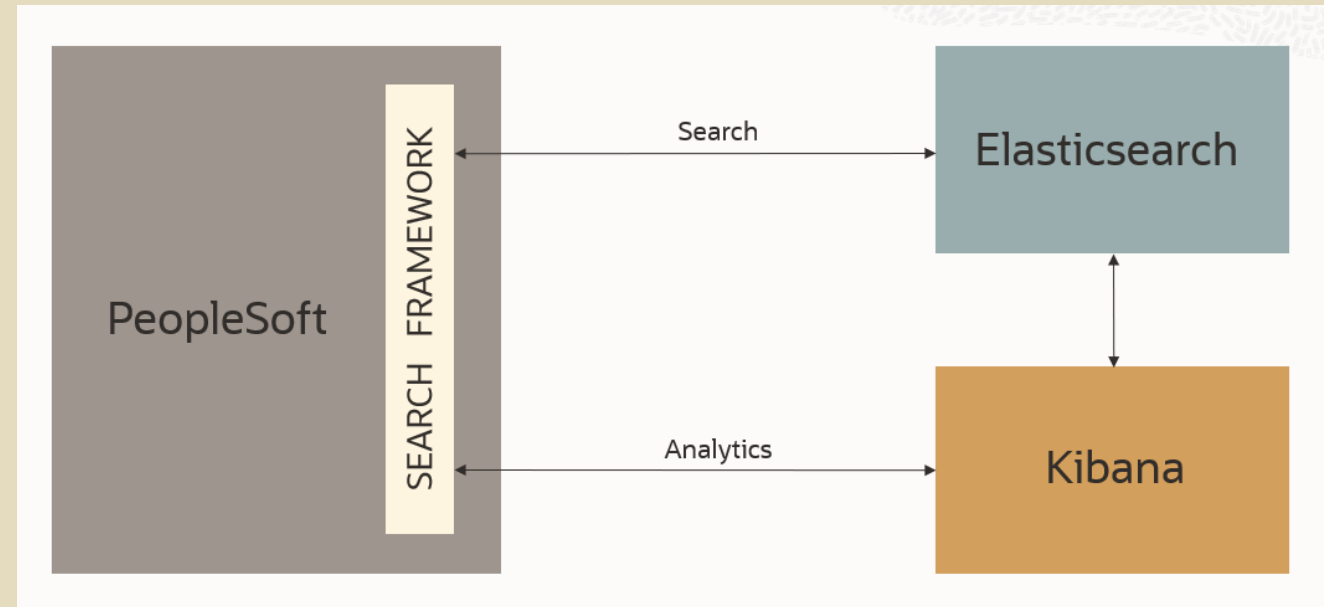 PeopleSoft
SEARCH FRAMEWORK
Search
Elasticsearch
Analytics
Kibana